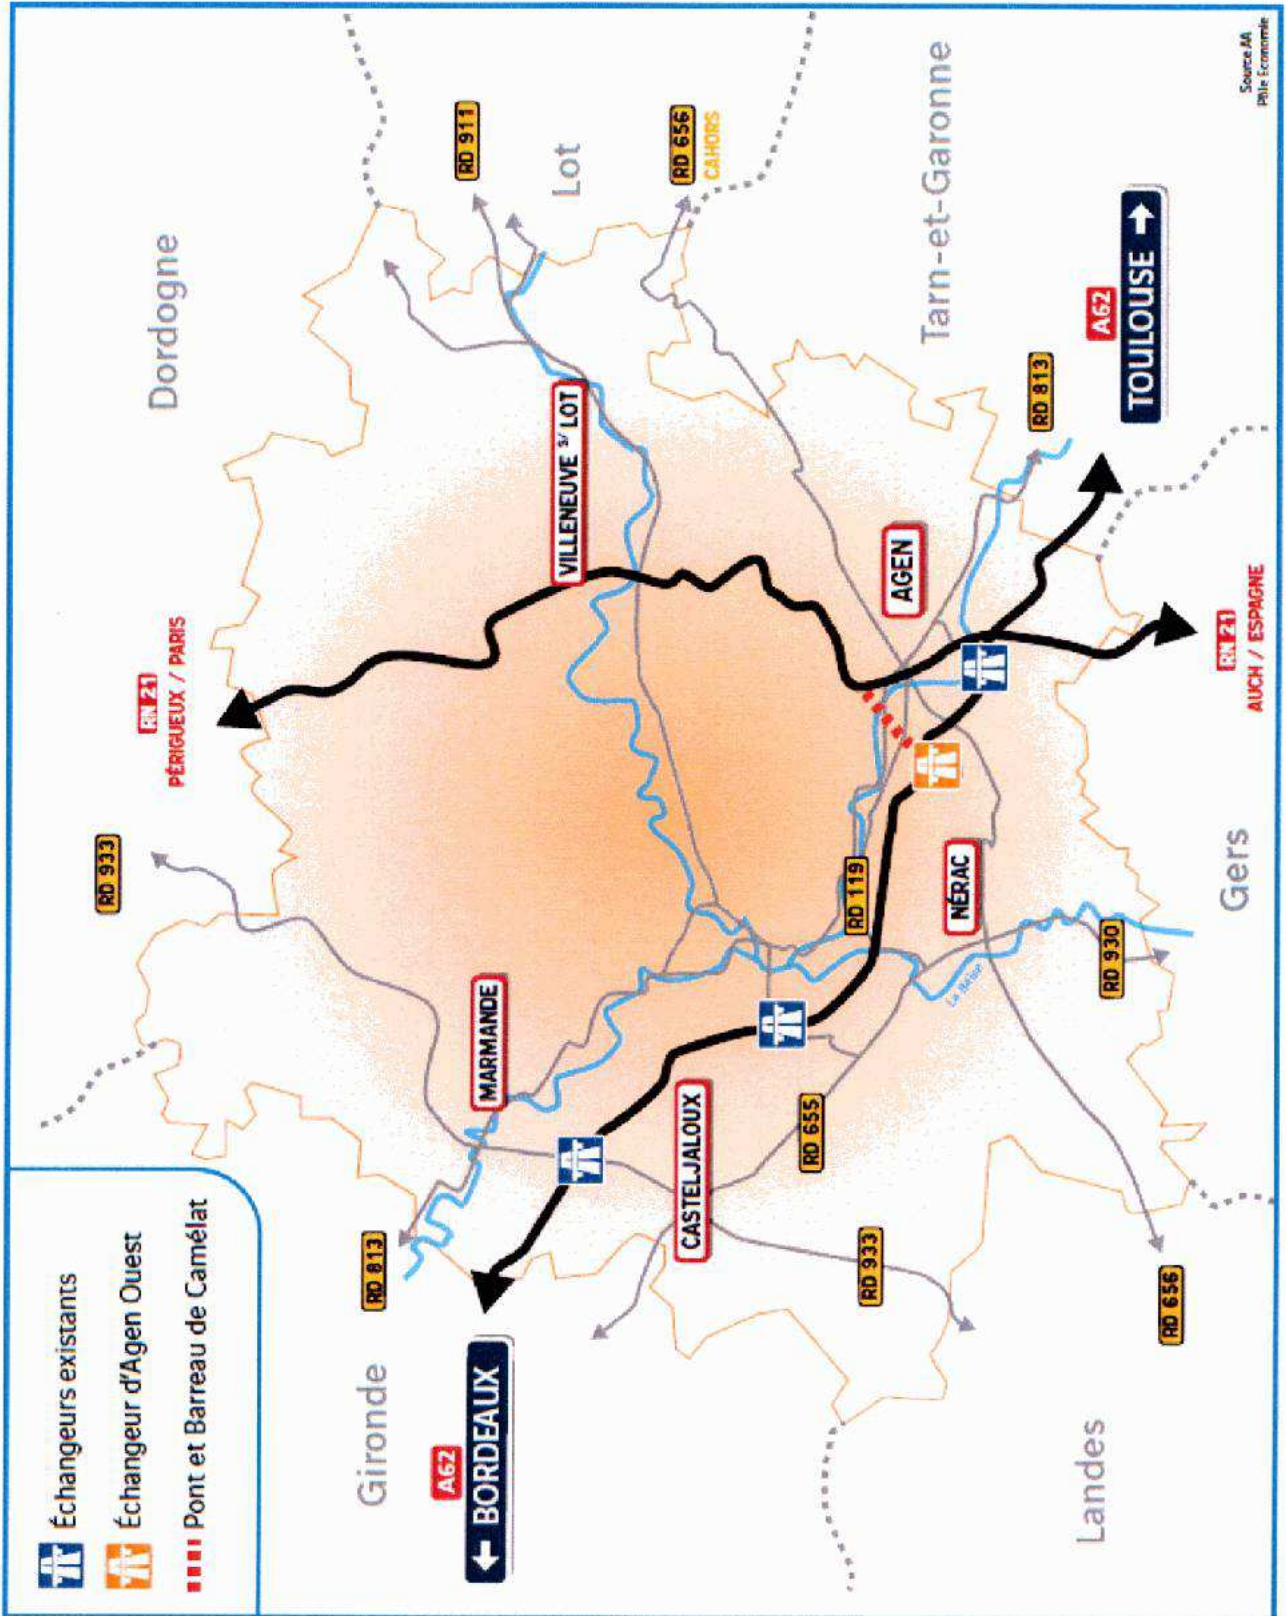 Échangeurs existants
Échangeur d'Agen Ouest
Pont et Barreau de Camélat
RD 933
RN 21
PÉRIGUEUX / PARIS
Dordogne
RD 911
Lot
RD 656
CAHORS
Gironde
RD 813
A62
← BORDEAUX
MARMANDE
VILLENEUVE S/ LOT
CASTELJALOUX
RD 655
RD 119
RD 933
NÉRAC
AGEN
La Baïse
Tarn-et-Garonne
RD 813
A62
TOULOUSE →
Landes
RD 656
RD 930
Gers
RN 21
AUCH / ESPAGNE
Source AA
Pôle Economie